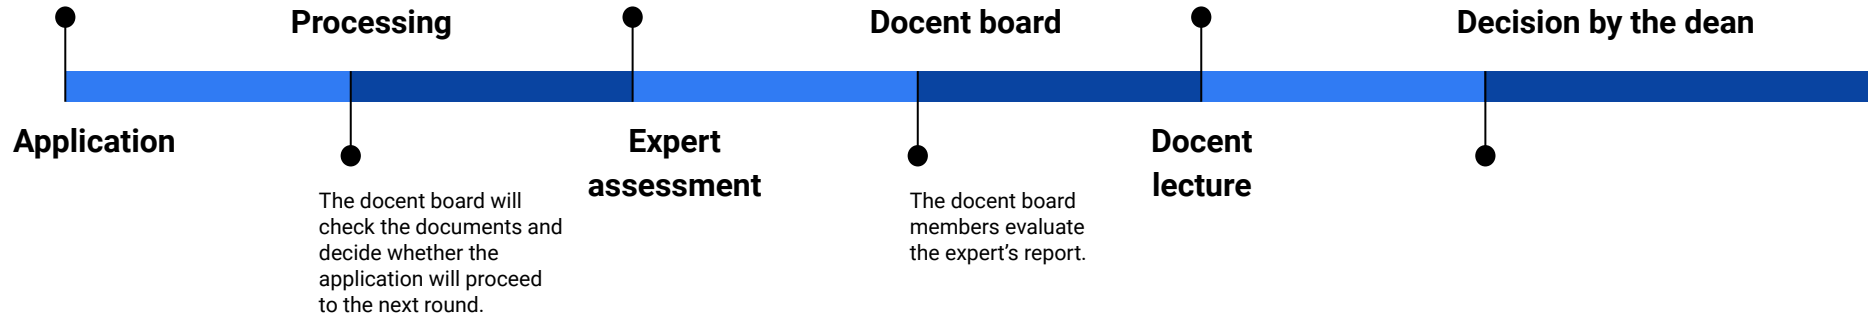 Processing
Docent board
Decision by the dean
Application
Expert
assessment
Docent
lecture
The docent board will
check the documents and
decide whether the
application will proceed
to the next round.
The docent board
members evaluate
the expert’s report.